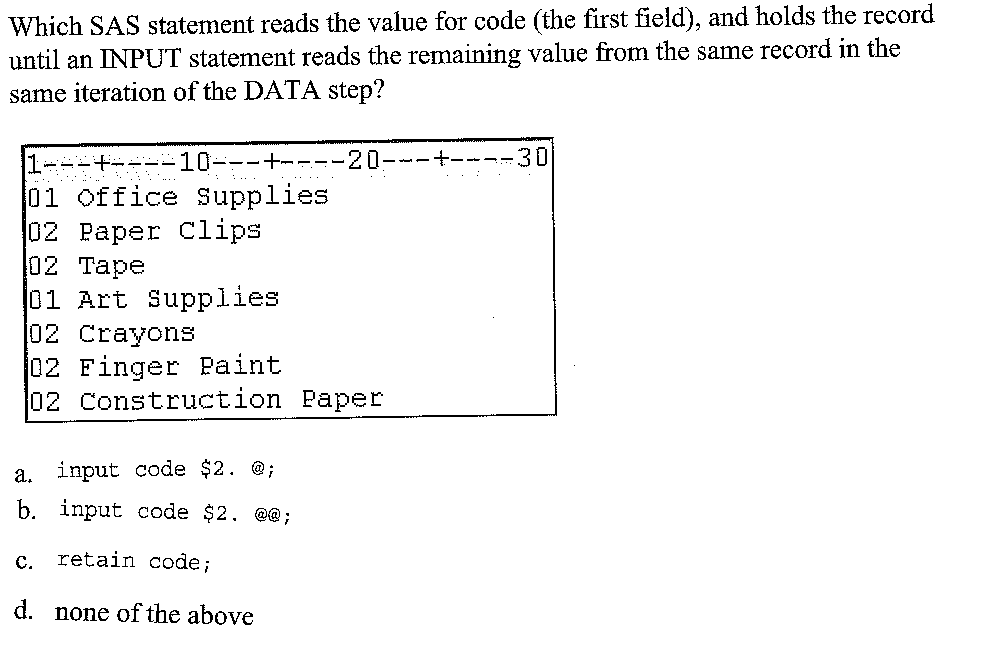 Which SAS statement reads the value for code (the first field), and holds the record
until an INPUT statement reads the remaining value from the same record in the
same iteration of the DATA step?
1---+----10---+----20---+----30
01 Office Supplies
02 Paper Clips
02 Tape
01 Art Supplies
02 Crayons
02 Finger Paint
02 Construction Paper
a. input code $2. @;
b. input code $2. @@;
c. retain code;
d. none of the above